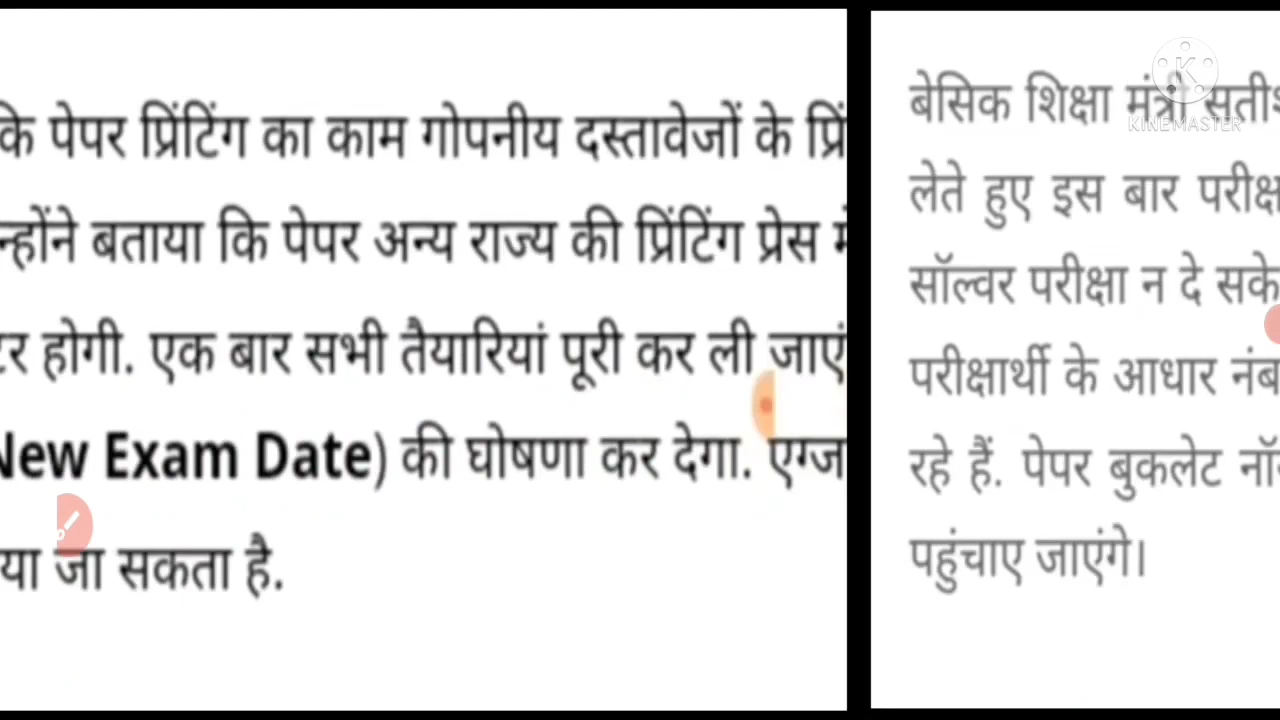 कि पेपर प्रिंटिंग का काम गोपनीय दस्तावेजों के
बताया कि पेपर अन्य राज्य की प्रिंटिंग प्रेस
होगी. एक बार सभी तैयारियां पूरी कर ली
New Exam Date) की घोषणा कर देगा.
जा सकता है.
बेसिक शिक्षा मंत्री
लेते हुए इस बार
सॉल्वर परीक्षा न दे सके
परीक्षार्थी के आधार
रहे हैं. पेपर बुकलेट
पहुंचाए जाएंगे।
KINEMASTER